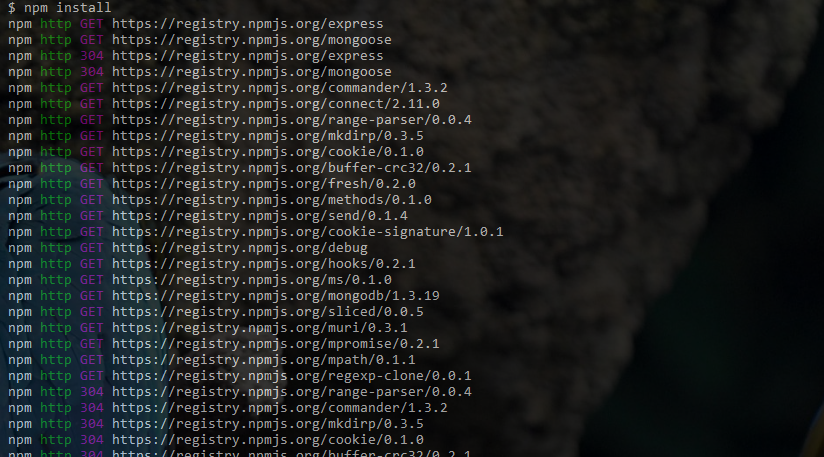 $ npm install
npm http GET https://registry.npmjs.org/express
npm http GET https://registry.npmjs.org/mongoose
npm http 304 https://registry.npmjs.org/express
npm http 304 https://registry.npmjs.org/mongoose
npm http GET https://registry.npmjs.org/commander/1.3.2
npm http GET https://registry.npmjs.org/connect/2.11.0
npm http GET https://registry.npmjs.org/range-parser/0.0.4
npm http GET https://registry.npmjs.org/mkdirp/0.3.5
npm http GET https://registry.npmjs.org/cookie/0.1.0
npm http GET https://registry.npmjs.org/buffer-crc32/0.2.1
npm http GET https://registry.npmjs.org/fresh/0.2.0
npm http GET https://registry.npmjs.org/methods/0.1.0
npm http GET https://registry.npmjs.org/send/0.1.4
npm http GET https://registry.npmjs.org/cookie-signature/1.0.1
npm http GET https://registry.npmjs.org/debug
npm http GET https://registry.npmjs.org/hooks/0.2.1
npm http GET https://registry.npmjs.org/ms/0.1.0
npm http GET https://registry.npmjs.org/mongodb/1.3.19
npm http GET https://registry.npmjs.org/sliced/0.0.5
npm http GET https://registry.npmjs.org/muri/0.3.1
npm http GET https://registry.npmjs.org/mpromise/0.2.1
npm http GET https://registry.npmjs.org/mpath/0.1.1
npm http GET https://registry.npmjs.org/regexp-clone/0.0.1
npm http 304 https://registry.npmjs.org/range-parser/0.0.4
npm http 304 https://registry.npmjs.org/commander/1.3.2
npm http 304 https://registry.npmjs.org/mkdirp/0.3.5
npm http 304 https://registry.npmjs.org/cookie/0.1.0
npm http 304 https://registry.npmjs.org/buffer-crc32/0.2.1